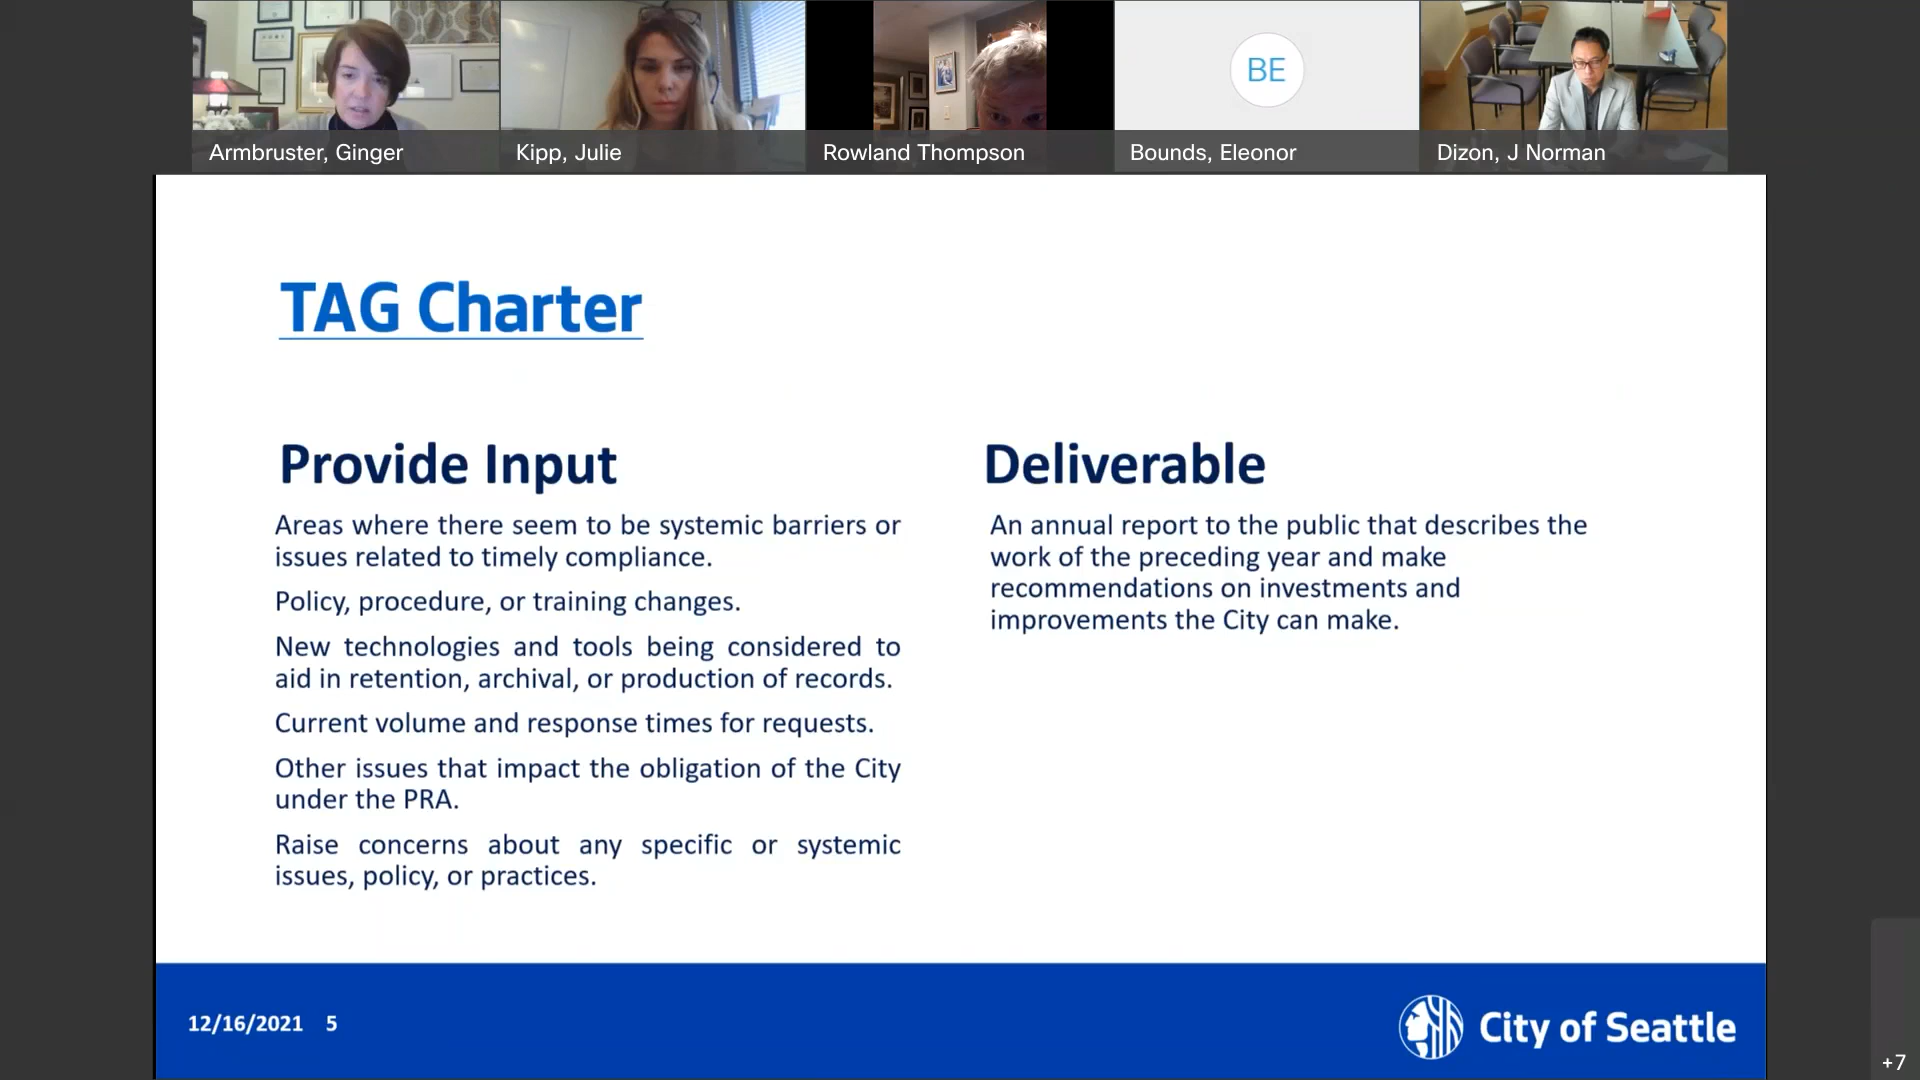 Armbruster, Ginger
Kipp, Julie
Rowland Thompson
BE
Bounds, Eleonor
Dizon, J Norman
TAG Charter
Provide Input
Areas where there seem to be systemic barriers or
issues related to timely compliance.
Policy, procedure, or training changes.
New technologies and tools being considered to
aid in retention, archival, or production of records.
Current volume and response times for requests.
Other issues that impact the obligation of the City
under the PRA.
Raise concerns about any specific or systemic
issues, policy, or practices.
Deliverable
An annual report to the public that describes the
work of the preceding year and make
recommendations on investments and
improvements the City can make.
12/16/2021 5
City of Seattle
+7